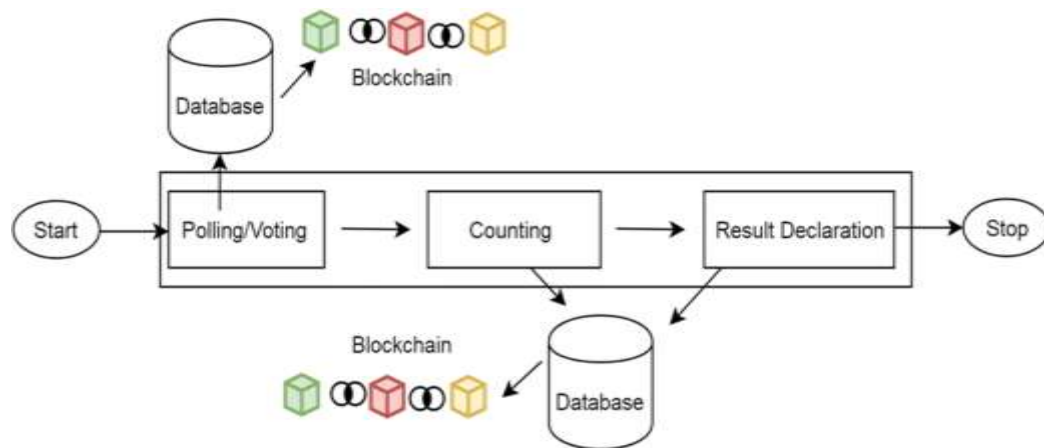 Blockchain
Database
Start
Polling/Voting
Counting
Result Declaration
Stop
Blockchain
Database